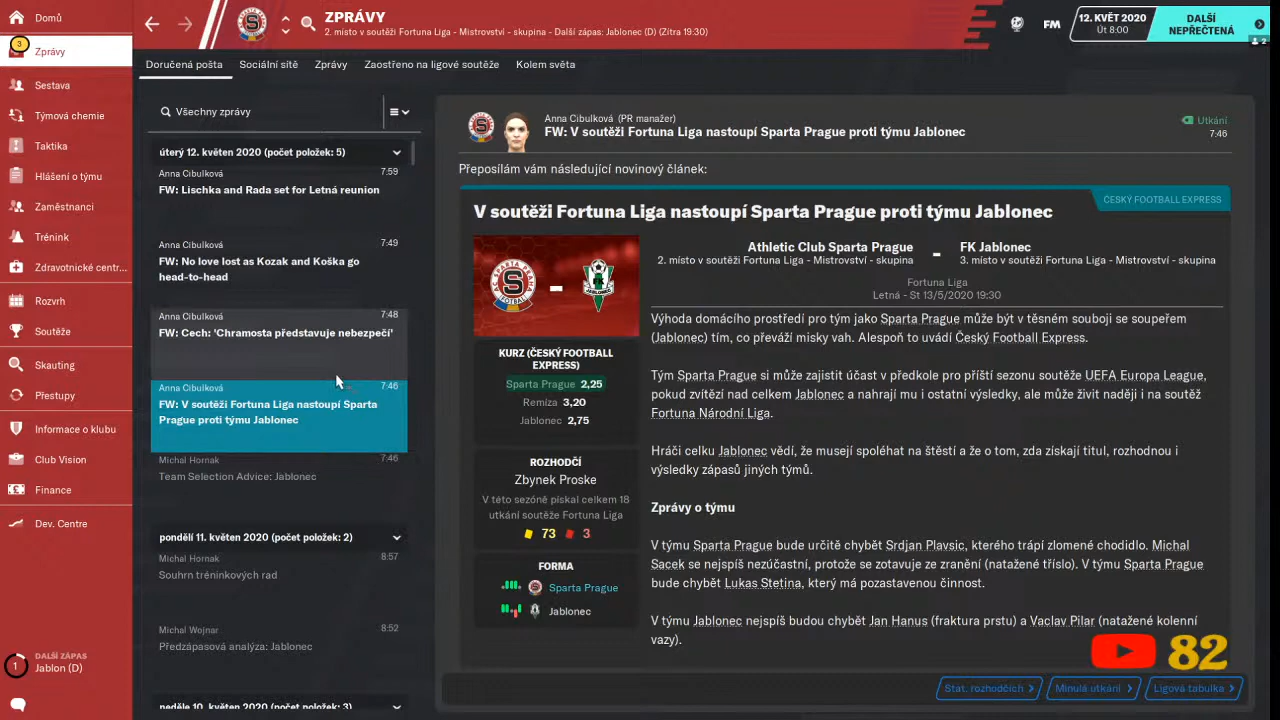 Domů
3
Zprávy
Sestava
Týmová chemie
Taktika
Hlášení o týmu
Zaměstnanci
Trénink
Zdravotnické centr...
Rozvrh
Soutěže
Skauting
Přestupy
Informace o klubu
Club Vision
Finance
Dev. Centre
1
DALŠÍ ZÁPAS
Jablon (D)
ZPRÁVY
2. místo v soutěži Fortuna Liga - Mistrovství - skupina - Další zápas: Jablonec (D) (Zítra 19:30)
FM
12. KVĚT 2020
Út 8:00
DALŠÍ
NEPŘEČTENÁ
2
Doručená pošta
Sociální sítě
Zprávy
Zaostřeno na ligové soutěže
Kolem světa
Všechny zprávy
úterý 12. květen 2020 (počet položek: 5)
Anna Cibulková 7:59
FW: Lischka and Rada set for Letná reunion
Anna Cibulková 7:49
FW: No love lost as Kozak and Koška go
head-to-head
Anna Cibulková 7:48
FW: Cech: 'Chramosta představuje nebezpečí'
Anna Cibulková 7:46
FW: V soutěži Fortuna Liga nastoupí Sparta
Prague proti týmu Jablonec
Michal Hornak 7:46
Team Selection Advice: Jablonec
pondělí 11. květen 2020 (počet položek: 2)
Michal Hornak 8:57
Souhrn tréninkových rad
Michal Wojnar 8:52
Předzápasová analýza: Jablonec
neděle 10. květen 2020 (počet položek: 3)
Anna Cibulková (PR manažer)
FW: V soutěži Fortuna Liga nastoupí Sparta Prague proti týmu Jablonec
Utkání
7:46
Přeposílám vám následující novinový článek:
ČESKÝ FOOTBALL EXPRESS
V soutěži Fortuna Liga nastoupí Sparta Prague proti týmu Jablonec
Athletic Club Sparta Prague - FK Jablonec
2. místo v soutěži Fortuna Liga - Mistrovství - skupina 3. místo v soutěži Fortuna Liga - Mistrovství - skupina
Fortuna Liga
Letná - St 13/5/2020 19:30
KURZ (ČESKÝ FOOTBALL
EXPRESS)
Sparta Prague 2,25
Remíza 3,20
Jablonec 2,75
ROZHODČÍ
Zbynek Proske
V této sezóně pískal celkem 18
utkání soutěže Fortuna Liga
73 3
FORMA
Sparta Prague
Jablonec
Výhoda domácího prostředí pro tým jako Sparta Prague může být v těsném souboji se soupeřem
(Jablonec) tím, co převáží misky vah. Alespoň to uvádí Český Football Express.
Tým Sparta Prague si může zajistit účast v předkole pro příští sezonu soutěže UEFA Europa League,
pokud zvítězí nad celkem Jablonec a nahrají mu i ostatní výsledky, ale může živit naději i na soutěž
Fortuna Národní Liga.
Hráči celku Jablonec vědí, že musejí spoléhat na štěstí a že o tom, zda získají titul, rozhodnou i
výsledky zápasů jiných týmů.
Zprávy o týmu
V týmu Sparta Prague bude určitě chybět Srdjan Plavsic, kterého trápí zlomené chodidlo. Michal
Sacek se nejspíš nezúčastní, protože se zotavuje ze zranění (natažené tříslo). V týmu Sparta Prague
bude chybět Lukas Stetina, který má pozastavenou činnost.
V týmu Jablonec nejspíš budou chybět Jan Hanus (fraktura prstu) a Vaclav Pilar (natažené kolenní
vazy).
82
Stat. rozhodčích
Minulá utkání
Ligová tabulka